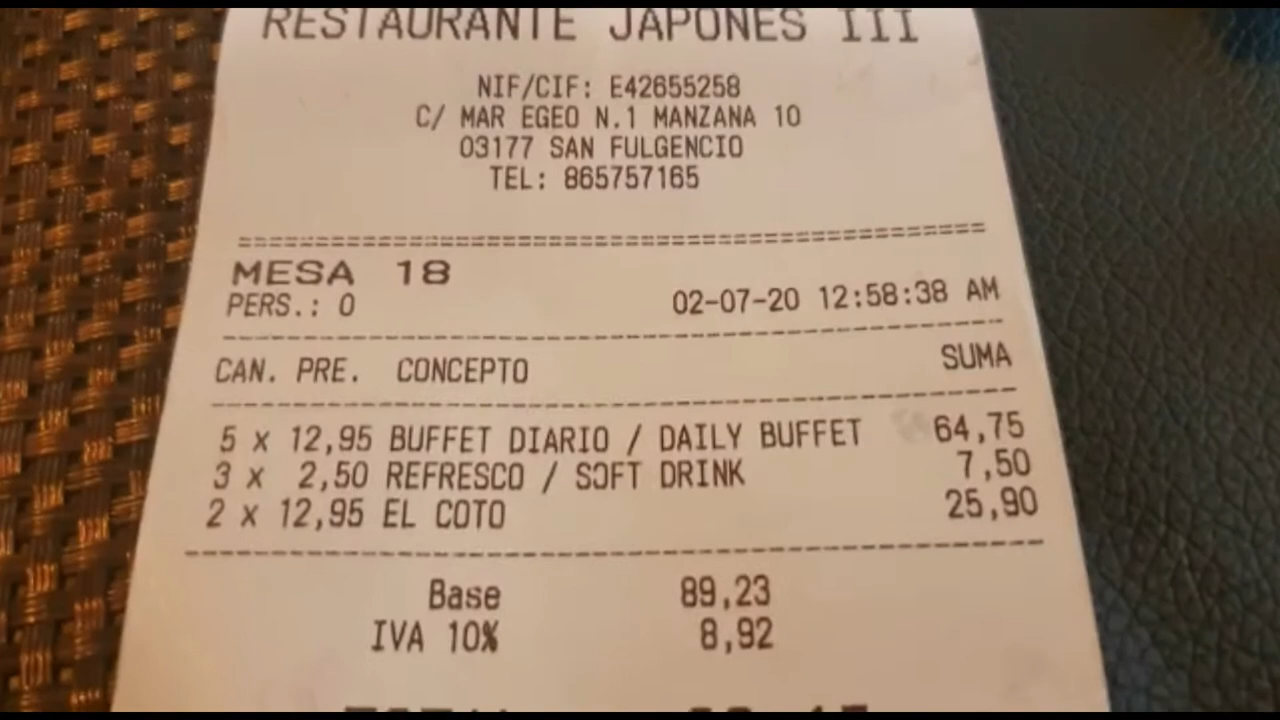 RESTAURANTE JAPONES III
NIF/CIF: E42655258
C/ MAR EGEO N.1 MANZANA 10
03177 SAN FULGENCIO
TEL: 865757165
MESA 18
PERS.: 0 02-07-20 12:58:38 AM
CAN. PRE. CONCEPTO SUMA
5 x 12,95 BUFFET DIARIO / DAILY BUFFET 64,75
3 x 2,50 REFRESCO / SOFT DRINK 7,50
2 x 12,95 EL COTO 25,90
Base 89,23
IVA 10% 8,92